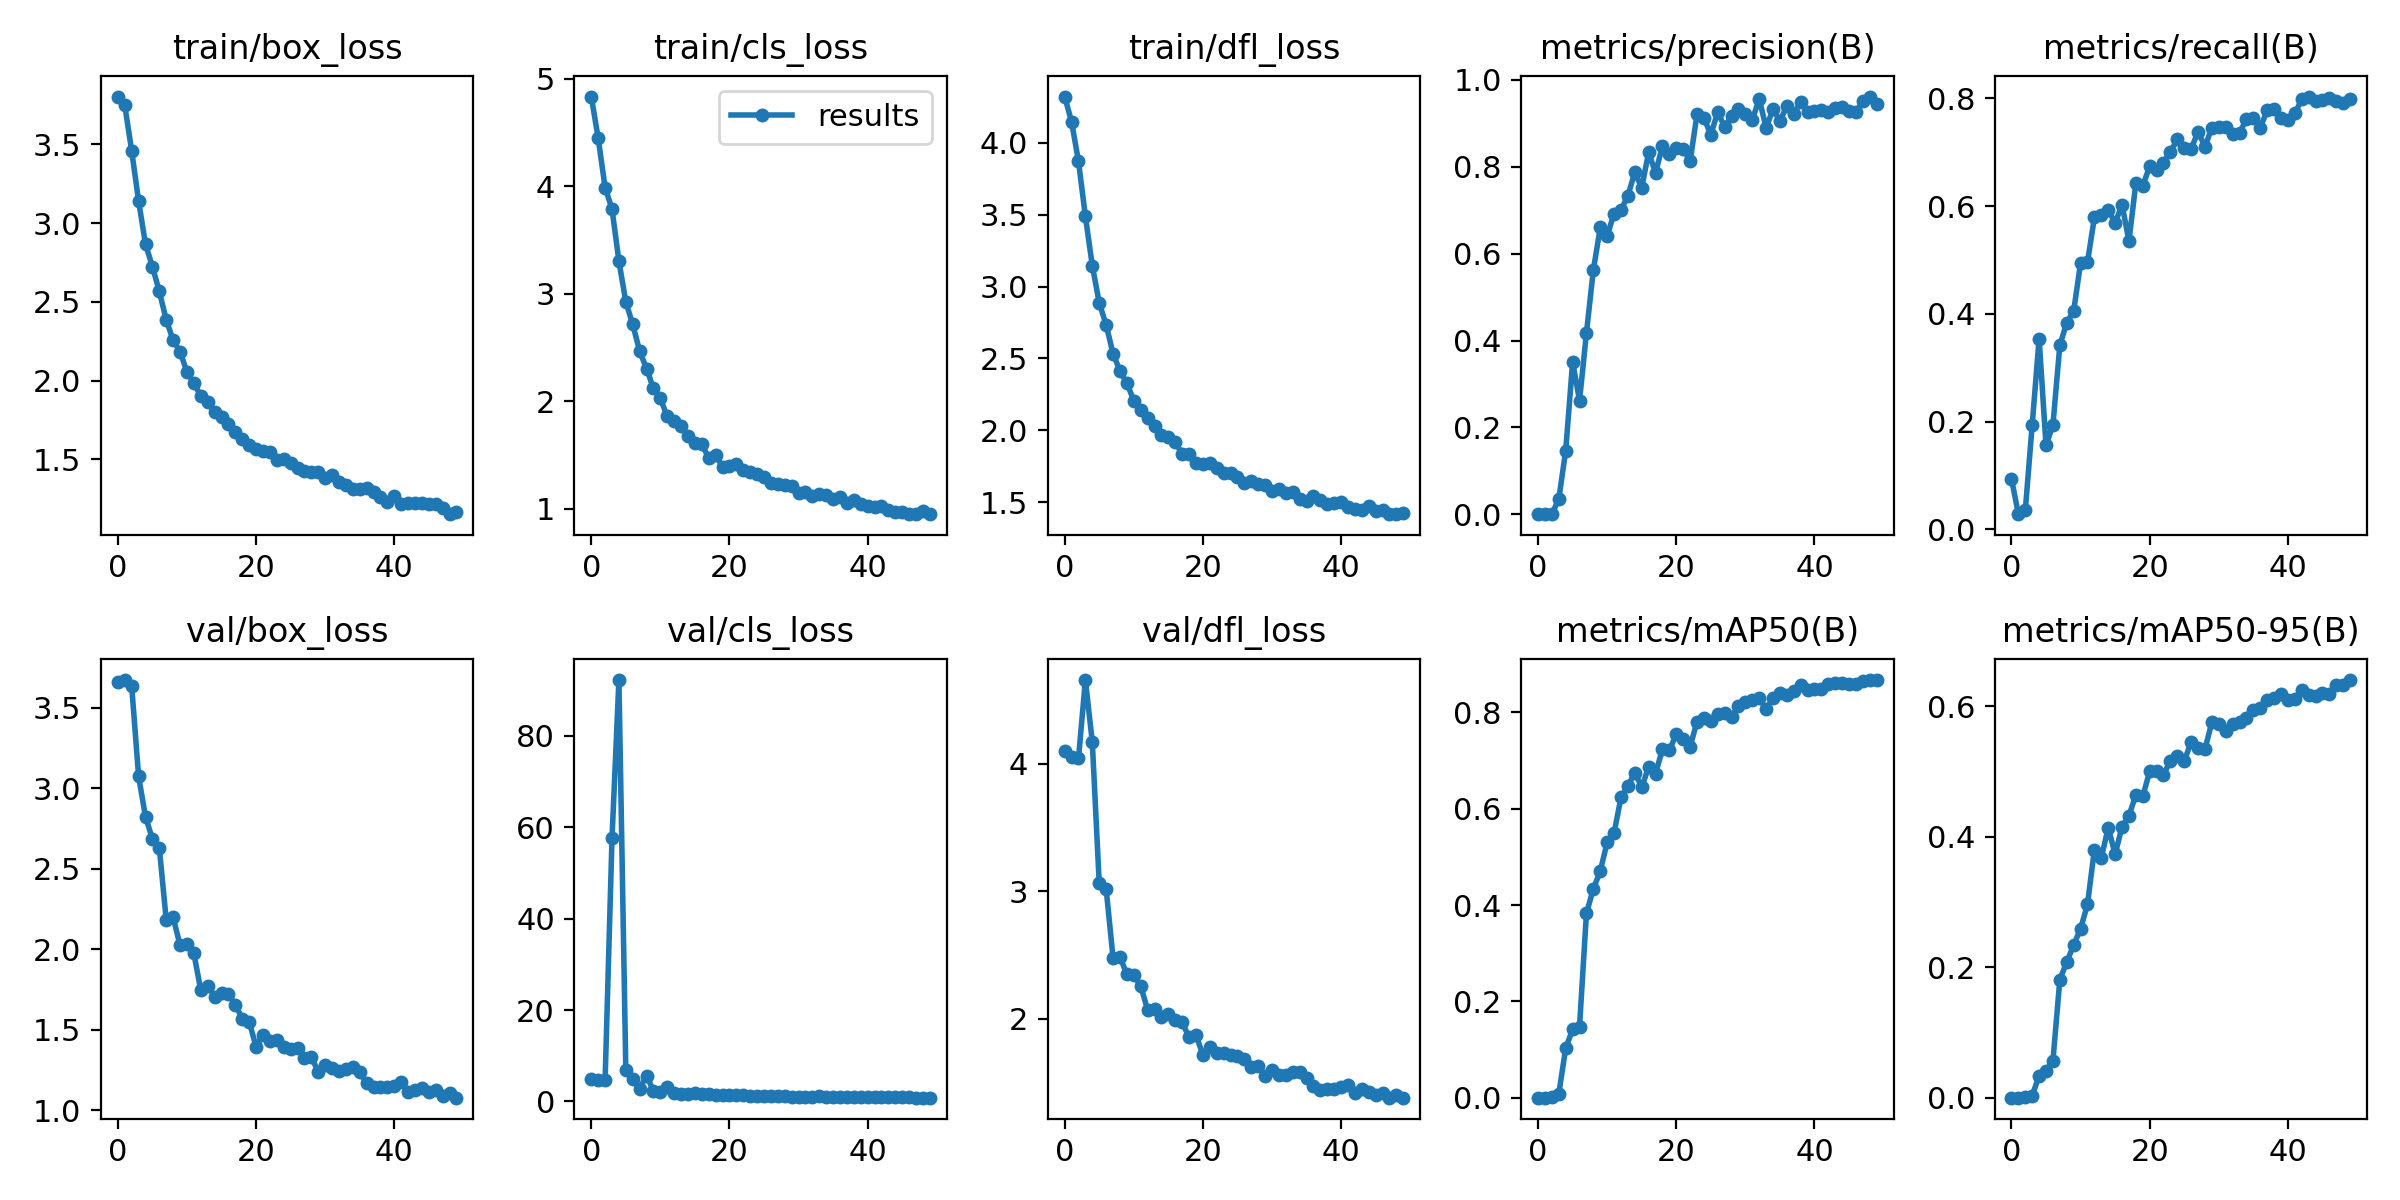 train/box_loss
3.5
3.0
2.5
2.0
1.5
0 20 40
train/cls_loss
results
5
4
3
2
1
0 20 40
train/dfl_loss
4.0
3.5
3.0
2.5
2.0
1.5
0 20 40
metrics/precision(B)
1.0
0.8
0.6
0.4
0.2
0.0
0 20 40
metrics/recall(B)
0.8
0.6
0.4
0.2
0.0
0 20 40
val/box_loss
3.5
3.0
2.5
2.0
1.5
1.0
0 20 40
val/cls_loss
80
60
40
20
0
0 20 40
val/dfl_loss
4
3
2
0 20 40
metrics/mAP50(B)
0.8
0.6
0.4
0.2
0.0
0 20 40
metrics/mAP50-95(B)
0.6
0.4
0.2
0.0
0 20 40